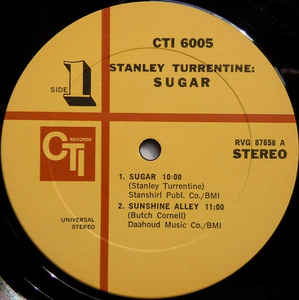 CTI 6005
STANLEY TURRENTINE:
SUGAR
SIDE 1
RVG 87658 A
STEREO
CTI RECORDS
1. SUGAR 10:00
(Stanley Turrentine)
Stanshirl Publ. Co./BMI
2. SUNSHINE ALLEY 11:00
(Butch Cornell)
Daahoud Music Co./BMI
UNIVERSAL
STEREO